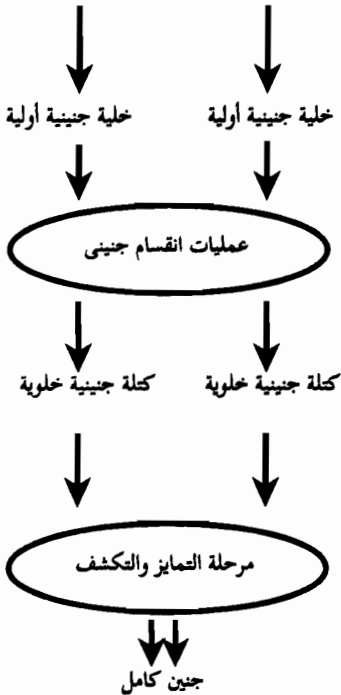 خلية جنينية أولية
خلية جنينية أولية
عمليات انقسام جنينى
كتلة جنينية خلوية
كتلة جنينية خلوية
مرحلة التمايز والتكشف
جنين كامل